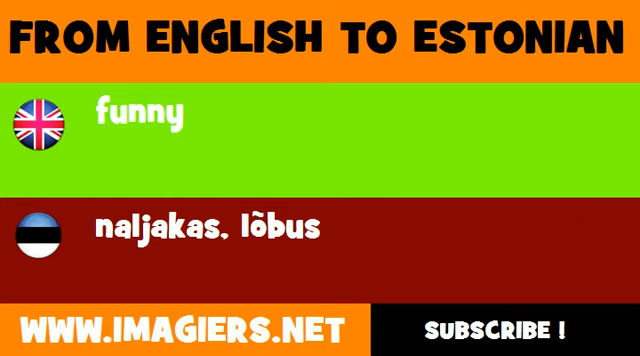 FROM ENGLISH TO ESTONIAN
funny
naljakas, lõbus
WWW.IMAGIERS.NET
SUBSCRIBE !